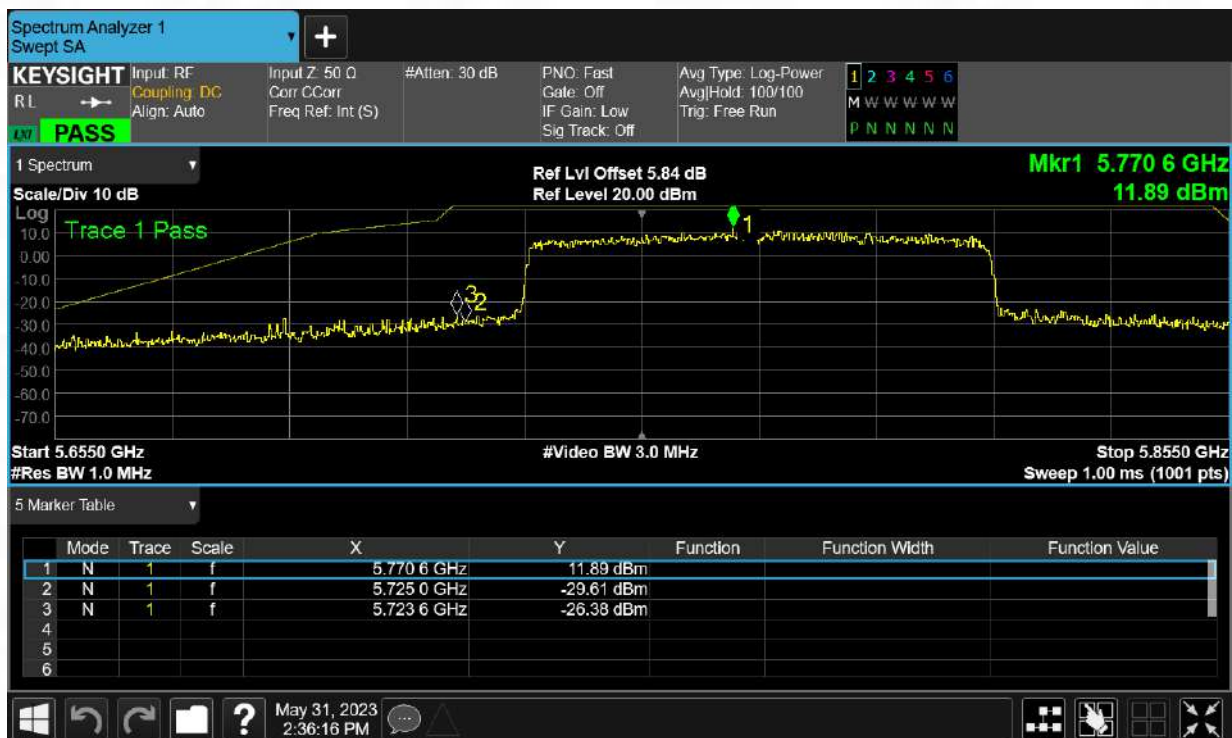 Spectrum Analyzer 1
Swept SA
KEYSIGHT
RL
LXI PASS
Input: RF
Coupling: DC
Align: Auto
Input Z: 50 Ω
Corr CCorr
Freq Ref: Int (S)
#Atten: 30 dB
PNO: Fast
Gate: Off
IF Gain: Low
Sig Track: Off
Avg Type: Log-Power
Avg|Hold: 100/100
Trig: Free Run
1 2 3 4 5 6
M W W W W W
P N N N N N
1 Spectrum
Scale/Div 10 dB
Ref Lvl Offset 5.84 dB
Ref Level 20.00 dBm
Mkr1 5.770 6 GHz
11.89 dBm
Log
Trace 1 Pass
10.0
0.00
-10.0
-20.0
-30.0
-40.0
-50.0
-60.0
-70.0
1
3
2
Start 5.6550 GHz
#Res BW 1.0 MHz
#Video BW 3.0 MHz
Stop 5.8550 GHz
Sweep 1.00 ms (1001 pts)
5 Marker Table
Mode Trace Scale X Y Function Function Width Function Value
1 N 1 f 5.770 6 GHz 11.89 dBm
2 N 1 f 5.725 0 GHz -29.61 dBm
3 N 1 f 5.723 6 GHz -26.38 dBm
4
5
6
?
May 31, 2023
2:36:16 PM